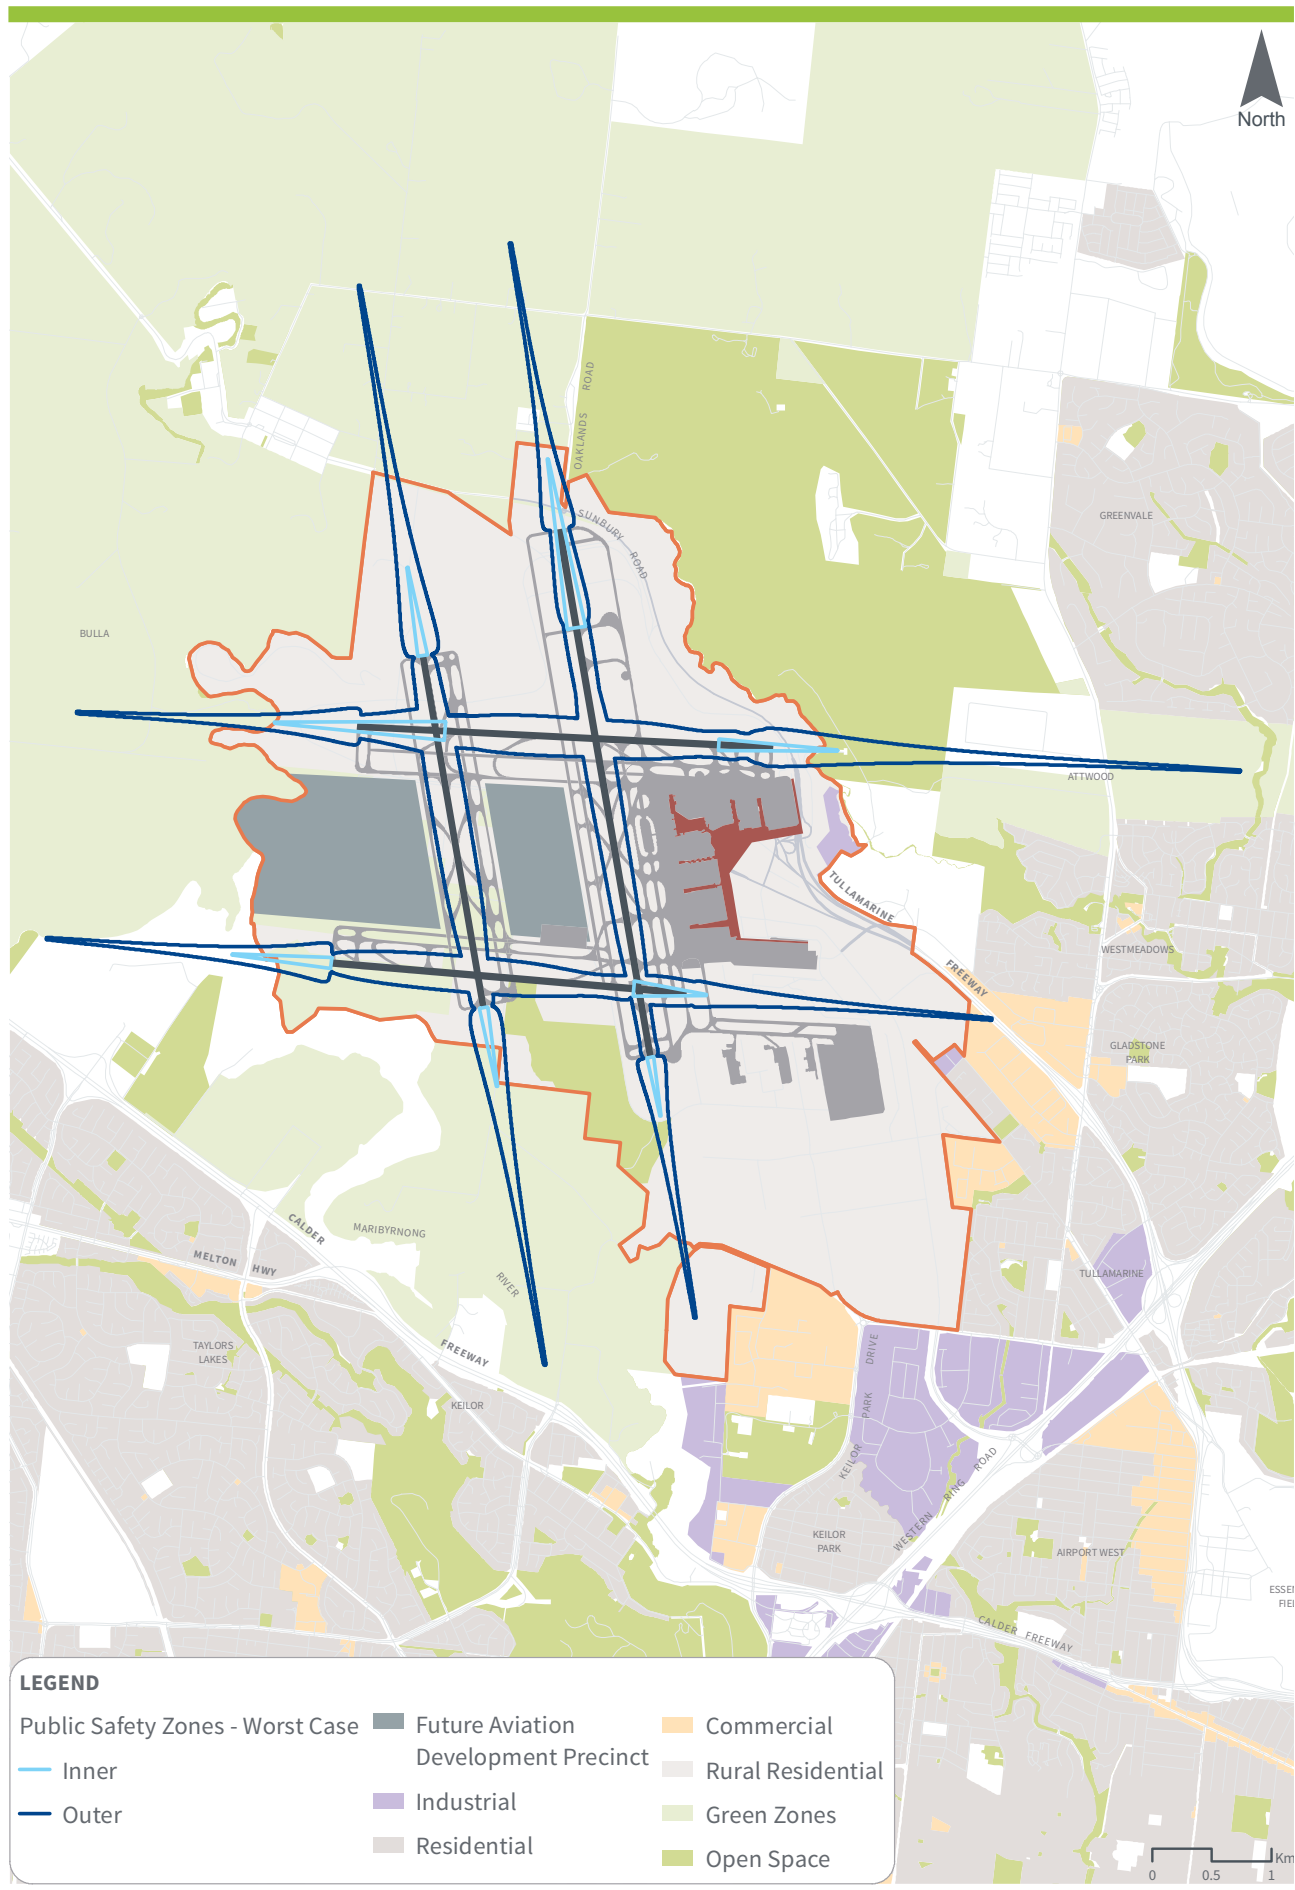 North
OAKLANDS ROAD
SUNBURY ROAD
GREENVALE
BULLA
ATTWOOD
TULLAMARINE
FREEWAY
WESTMEADOWS
GLADSTONE
PARK
CALDER
MARIBYRNONG
MELTON HWY
RIVER
TULLAMARINE
TAYLORS
LAKES
FREEWAY
KEILOR
KEILOR PARK DRIVE
WESTERN RING ROAD
KEILOR
PARK
AIRPORT WEST
ESSEN
FIEL
CALDER FREEWAY
LEGEND
Public Safety Zones - Worst Case
Inner
Outer
Future Aviation
Development Precinct
Industrial
Residential
Commercial
Rural Residential
Green Zones
Open Space
Km
0 0.5 1